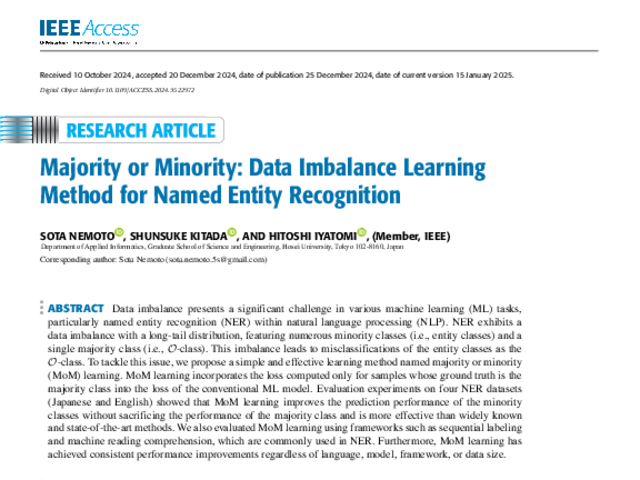 IEEE Access
Received 10 October 2024, accepted 20 December 2024, date of publication 25 December 2024, date of current version 15 January 2025.
Digital Object Identifier 10.1109/ACCESS.2024.3522972
RESEARCH ARTICLE
Majority or Minority: Data Imbalance Learning
Method for Named Entity Recognition
SOTA NEMOTO, SHUNSUKE KITADA, AND HITOSHI IYATOMI, (Member, IEEE)
Department of Applied Informatics, Graduate School of Science and Engineering, Hosei University, Tokyo 102-8160, Japan
Corresponding author: Sota Nemoto (sota.nemoto.5s@gmail.com)
ABSTRACT Data imbalance presents a significant challenge in various machine learning (ML) tasks,
particularly named entity recognition (NER) within natural language processing (NLP). NER exhibits a
data imbalance with a long-tail distribution, featuring numerous minority classes (i.e., entity classes) and a
single majority class (i.e., O-class). This imbalance leads to misclassifications of the entity classes as the
O-class. To tackle this issue, we propose a simple and effective learning method named majority or minority
(MoM) learning. MoM learning incorporates the loss computed only for samples whose ground truth is the
majority class into the loss of the conventional ML model. Evaluation experiments on four NER datasets
(Japanese and English) showed that MoM learning improves the prediction performance of the minority
classes without sacrificing the performance of the majority class and is more effective than widely known
and state-of-the-art methods. We also evaluated MoM learning using frameworks such as sequential labeling
and machine reading comprehension, which are commonly used in NER. Furthermore, MoM learning has
achieved consistent performance improvements regardless of language, model, framework, or data size.